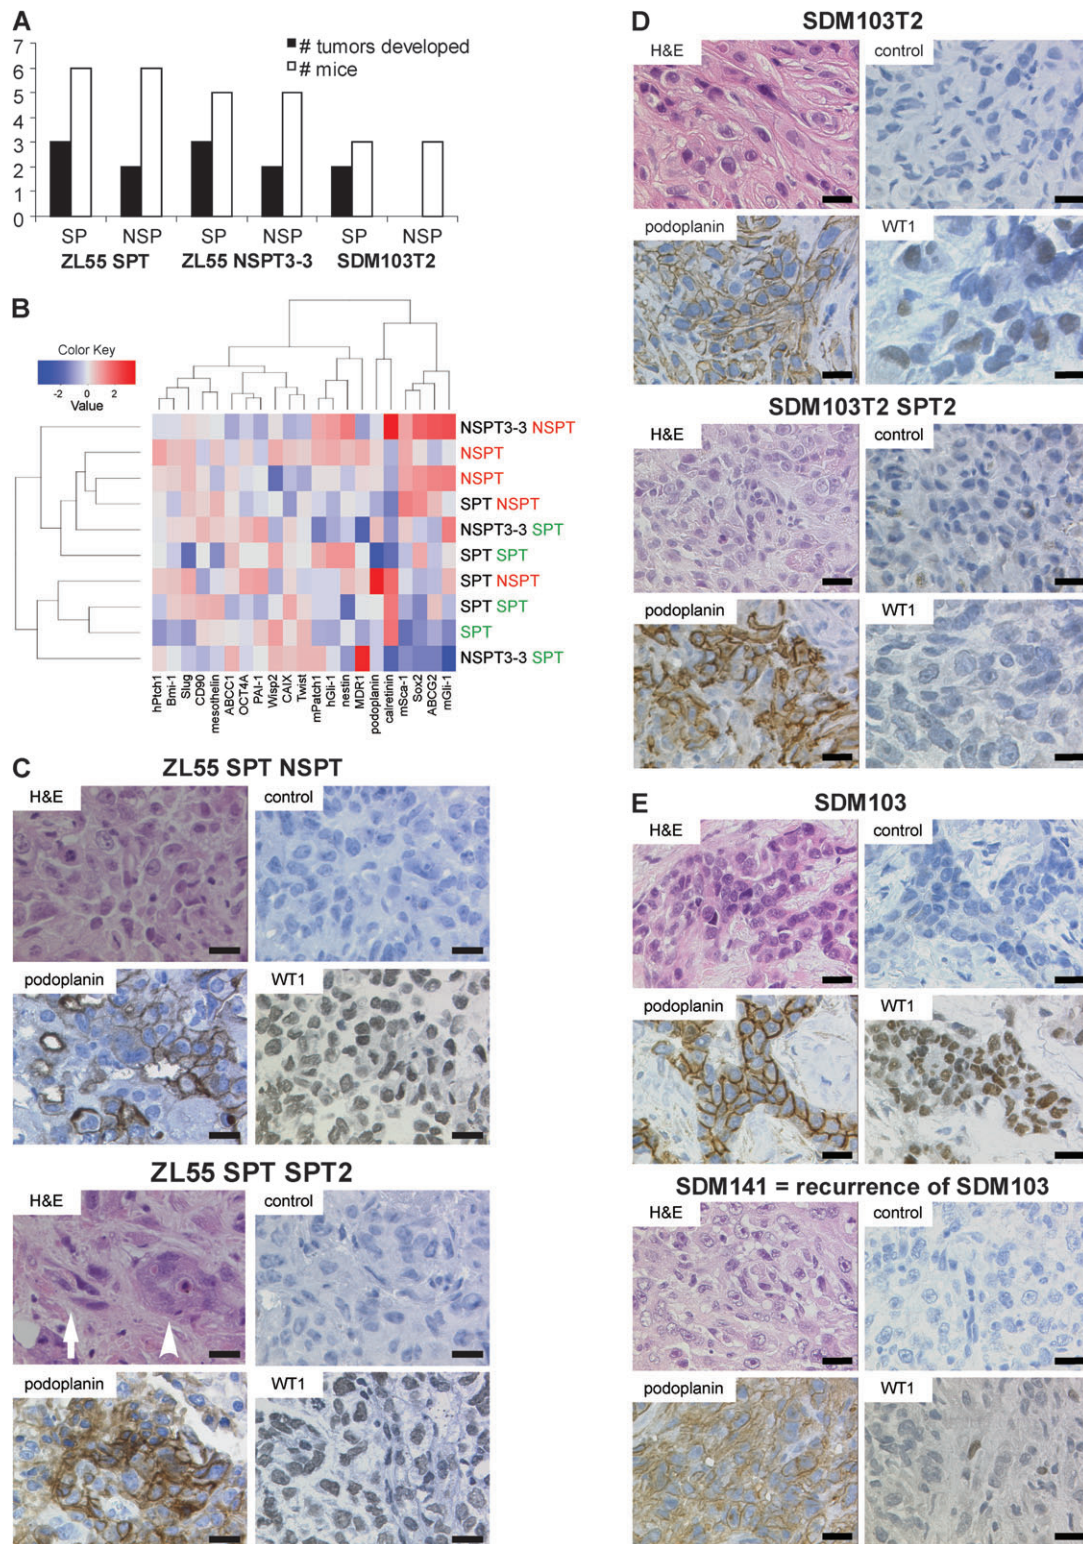 A
# tumors developed
# mice
7
6
5
4
3
2
1
0
SP
NSP
SP
NSP
SP
NSP
ZL55 SPT
ZL55 NSPT3-3
SDM103T2
B
Color Key
-2
0
2
Value
NSPT3-3 NSPT
NSPT
NSPT
SPT NSPT
NSPT3-3 SPT
SPT SPT
SPT NSPT
SPT SPT
SPT
NSPT3-3 SPT
hPtch1
Bmi-1
Slug
CD90
mesothelin
ABCC1
OCT4A
PAI-1
Wisp2
CAIX
Twist
mPatch1
hGli-1
nestin
MDR1
podoplanin
calretinin
mSca-1
Sox2
ABCG2
mGli-1
C
ZL55 SPT NSPT
H&E
control
podoplanin
WT1
ZL55 SPT SPT2
H&E
control
podoplanin
WT1
D
SDM103T2
H&E
control
podoplanin
WT1
SDM103T2 SPT2
H&E
control
podoplanin
WT1
E
SDM103
H&E
control
podoplanin
WT1
SDM141 = recurrence of SDM103
H&E
control
podoplanin
WT1